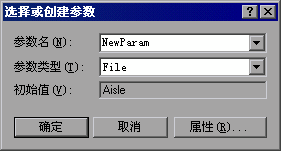 选择或创建参数
参数名(N): NewParam
参数类型(T): File
初始值(V): Aisle
确定 取消 属性(R)...